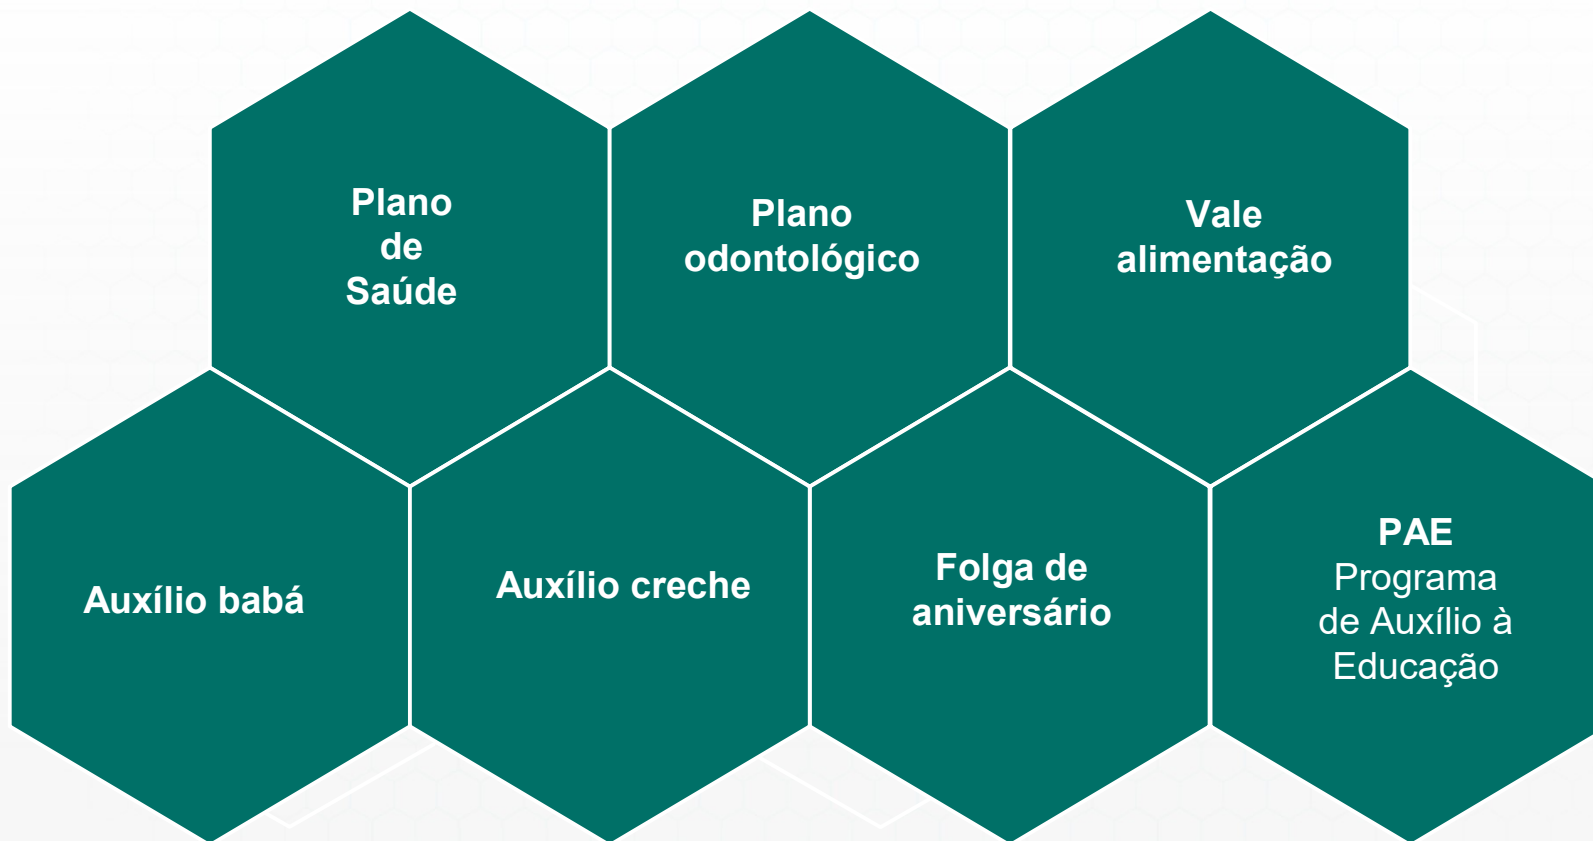 Plano
de
Saúde
Plano
odontológico
Vale
alimentação
Auxílio babá
Auxílio creche
Folga de
aniversário
PAE
Programa
de Auxílio à
Educação